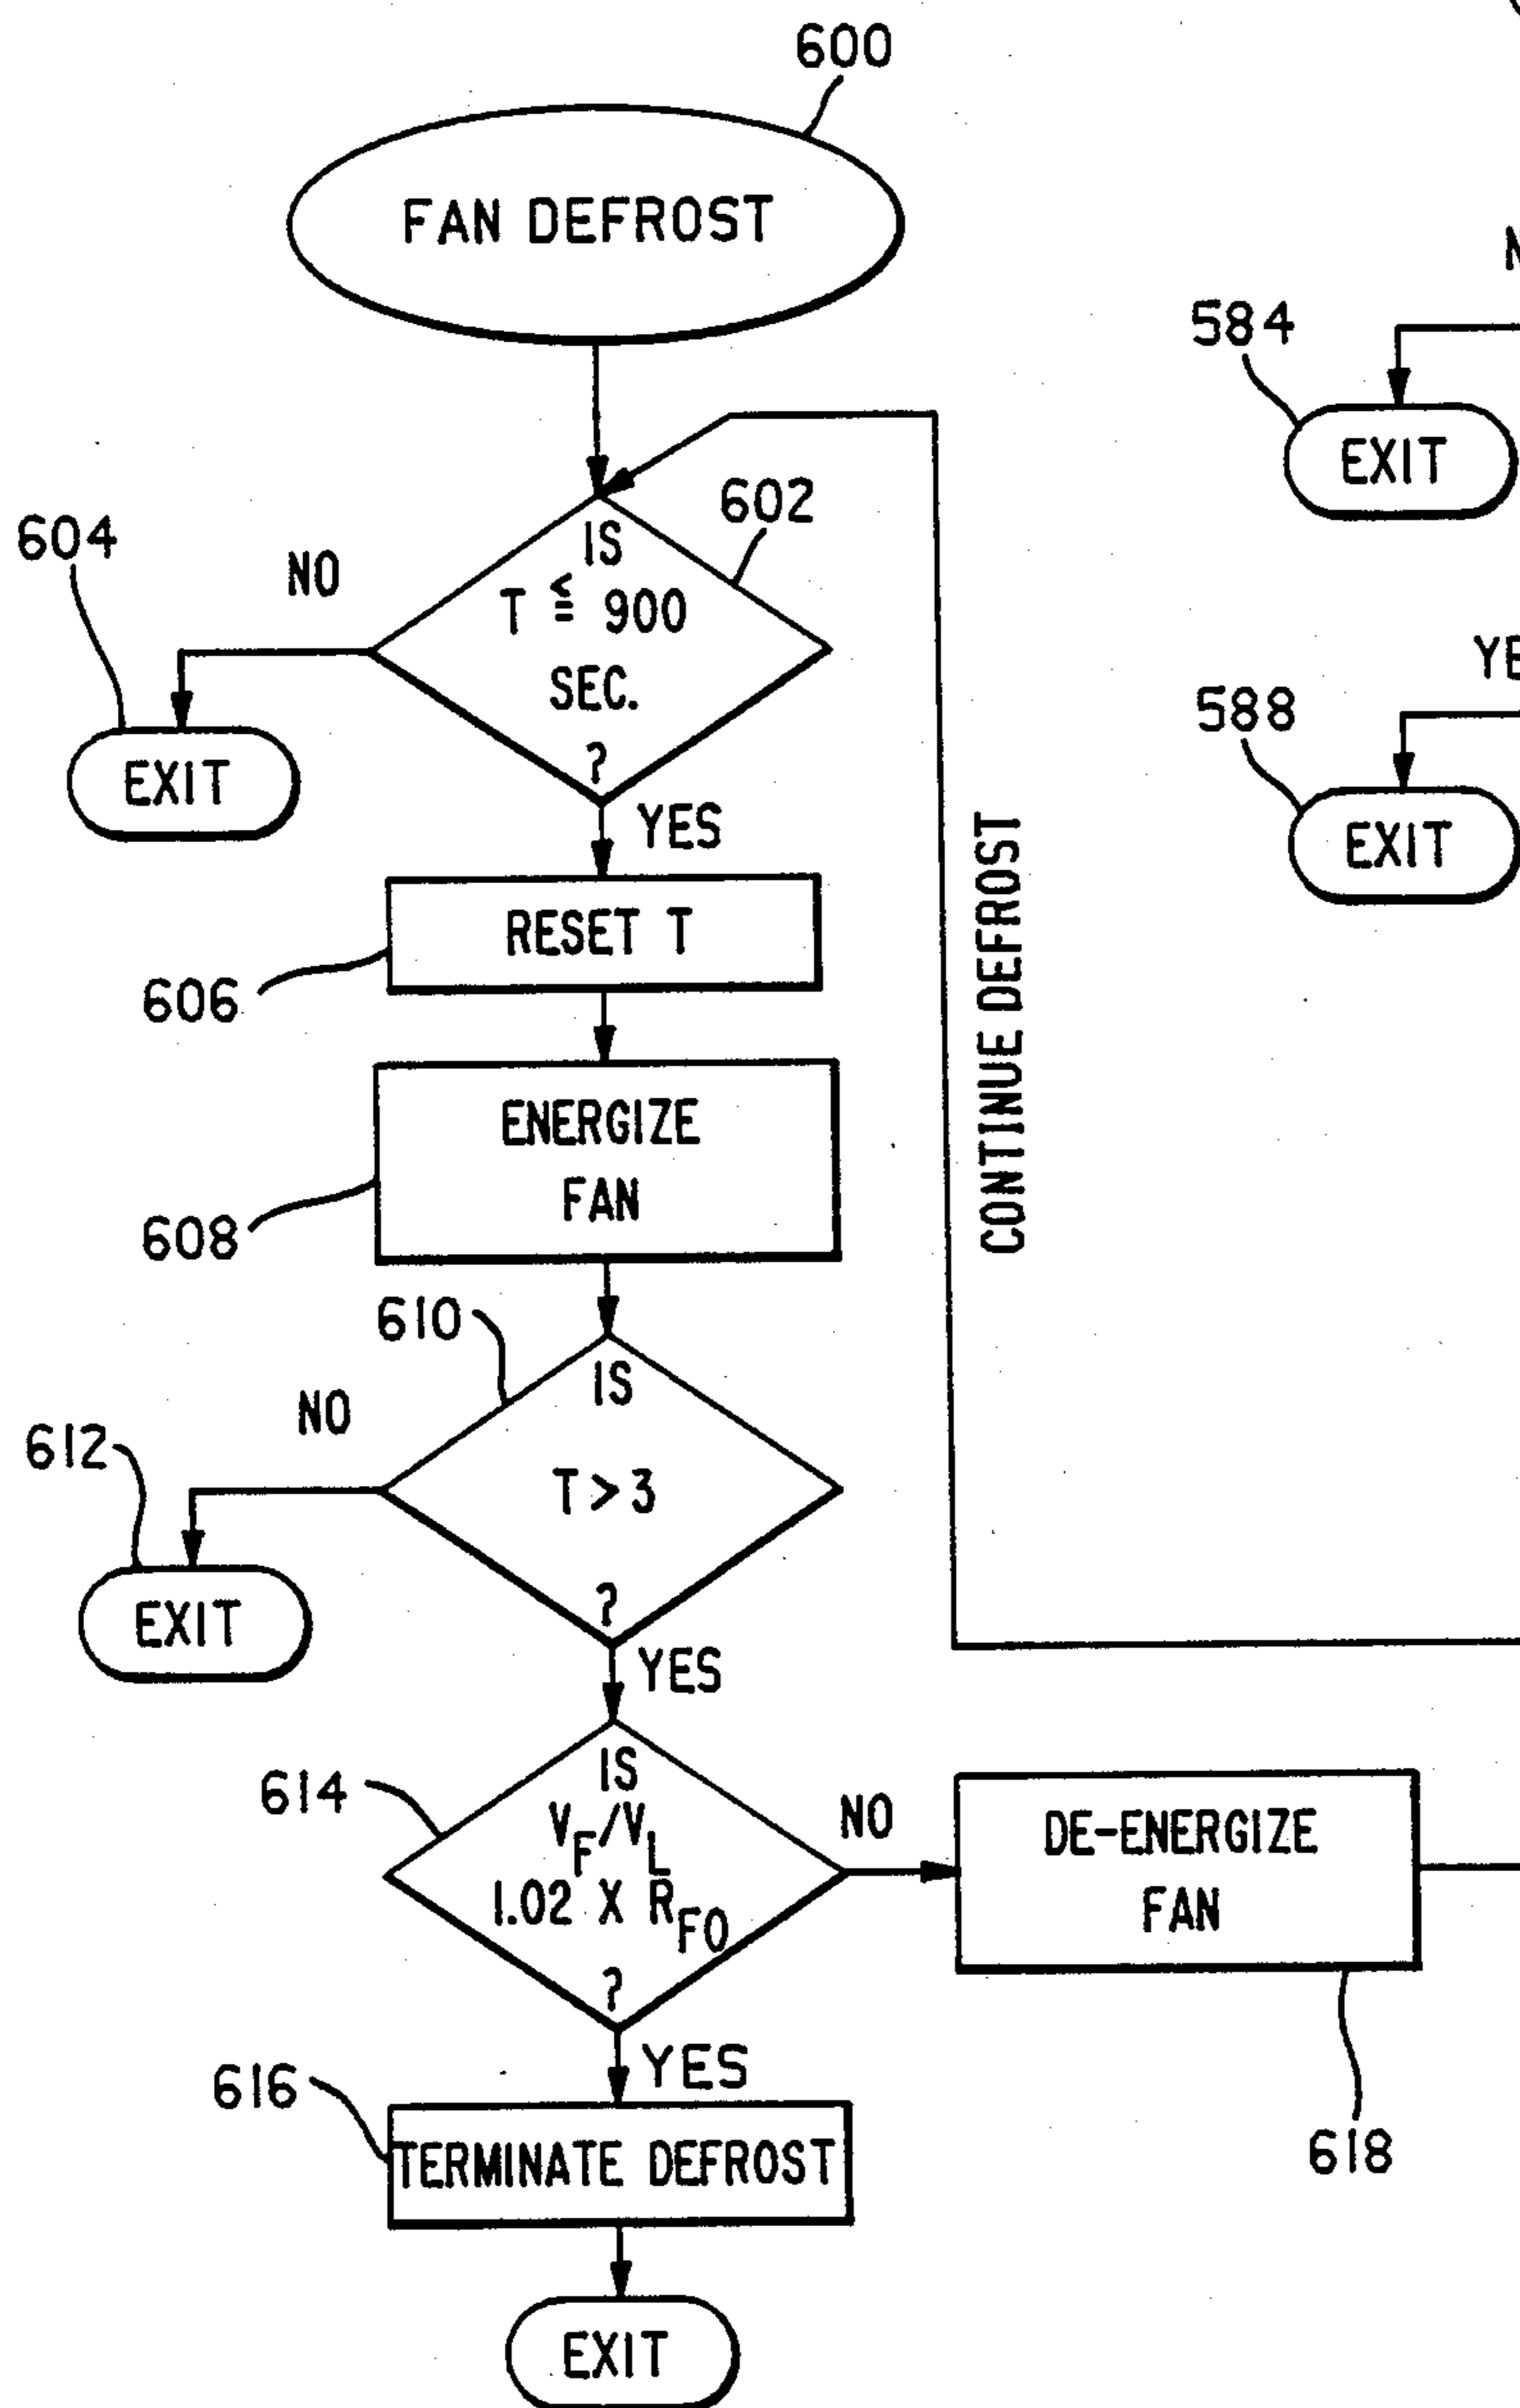 600
FAN DEFROST
584
EXIT
602
604
NO
IS
T ≦ 900
SEC.
?
EXIT
YES
588
EXIT
RESET T
606
CONTINUE DEFROST
ENERGIZE
FAN
608
610
NO
IS
T > 3
?
612
EXIT
YES
614
IS
V_F/V_L
1.02 X R_FO
?
NO
DE-ENERGIZE
FAN
618
YES
616
TERMINATE DEFROST
EXIT